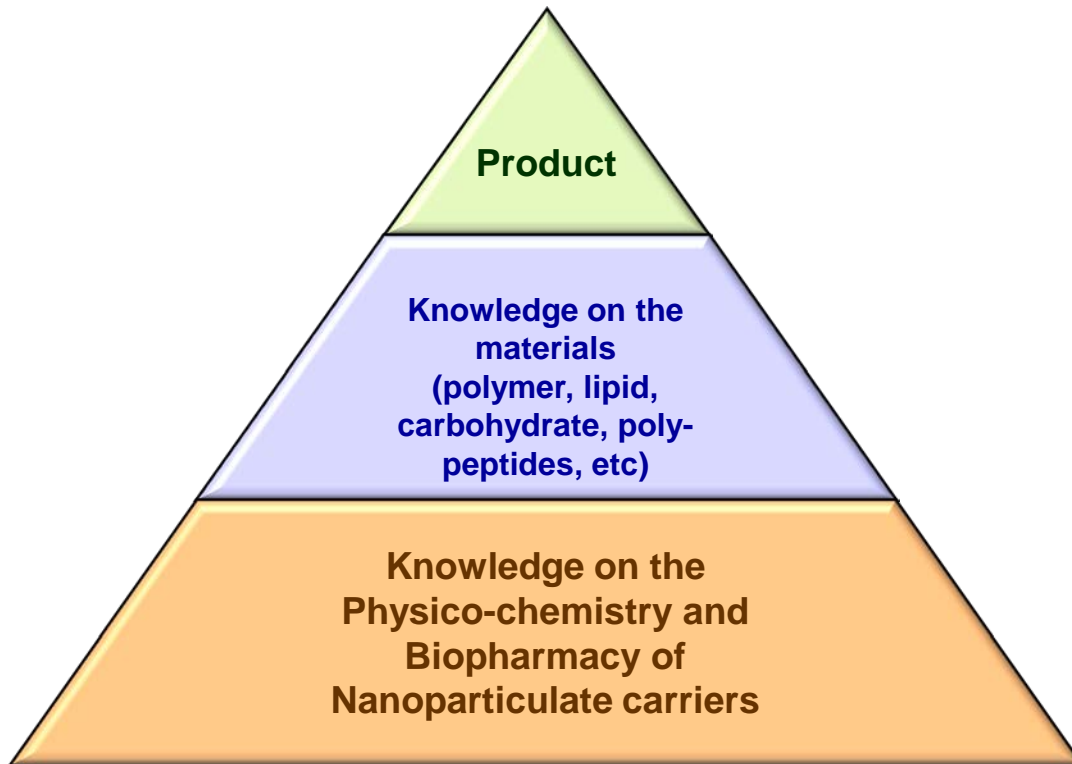 Product
Knowledge on the
materials
(polymer, lipid,
carbohydrate, poly-
peptides, etc)
Knowledge on the
Physico-chemistry and
Biopharmacy of
Nanoparticulate carriers